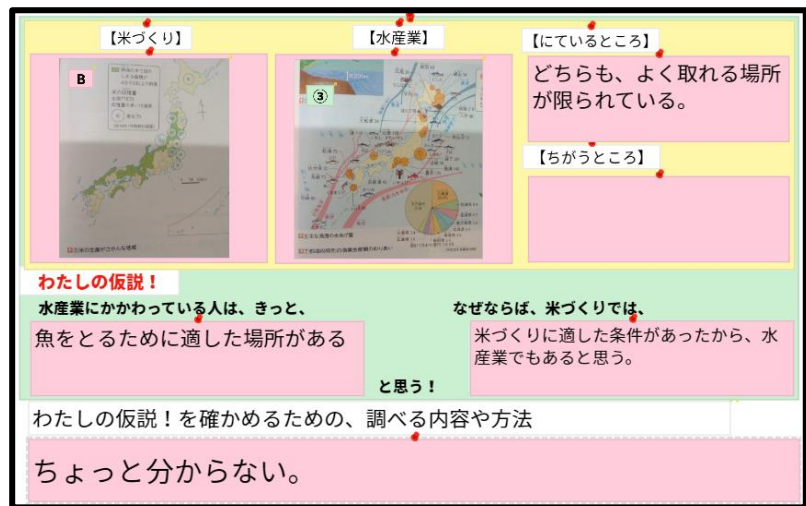 【米づくり】
【水産業】
【にているところ】
B
③
どちらも、よく取れる場所
が限られている。
【ちがうところ】
わたしの仮説！
水産業にかかわっている人は、きっと、
なぜならば、米づくりでは、
魚をとるために適した場所がある
米づくりに適した条件があったから、水
産業でもあると思う。
と思う！
わたしの仮説！を確かめるための、調べる内容や方法
ちょっと分からない。